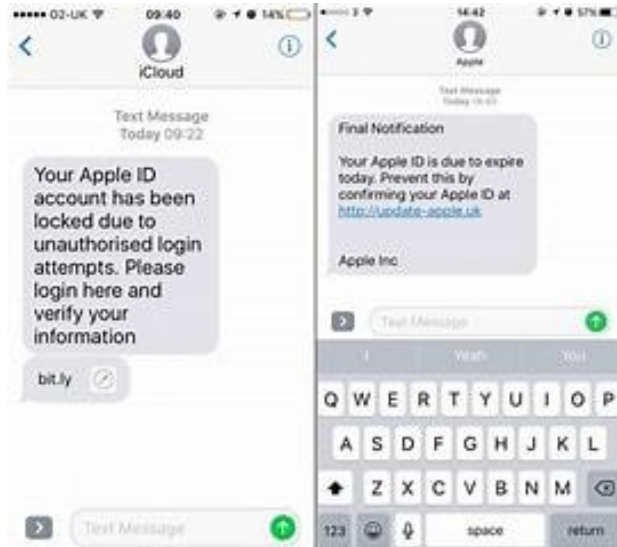 O2-UK
09:40
14%
iCloud
Text Message
Today 09:22
Your Apple ID
account has been
locked due to
unauthorised login
attempts. Please
login here and
verify your
information
bit.ly
Text Message
3
14:42
57%
Apple
Text Message
Today
Final Notification
Your Apple ID is due to expire
today. Prevent this by
confirming your Apple ID at
http://update-apple.uk
Apple Inc
Text Message
I Yeah You
Q W E R T Y U I O P
A S D F G H J K L
Z X C V B N M
123 space return